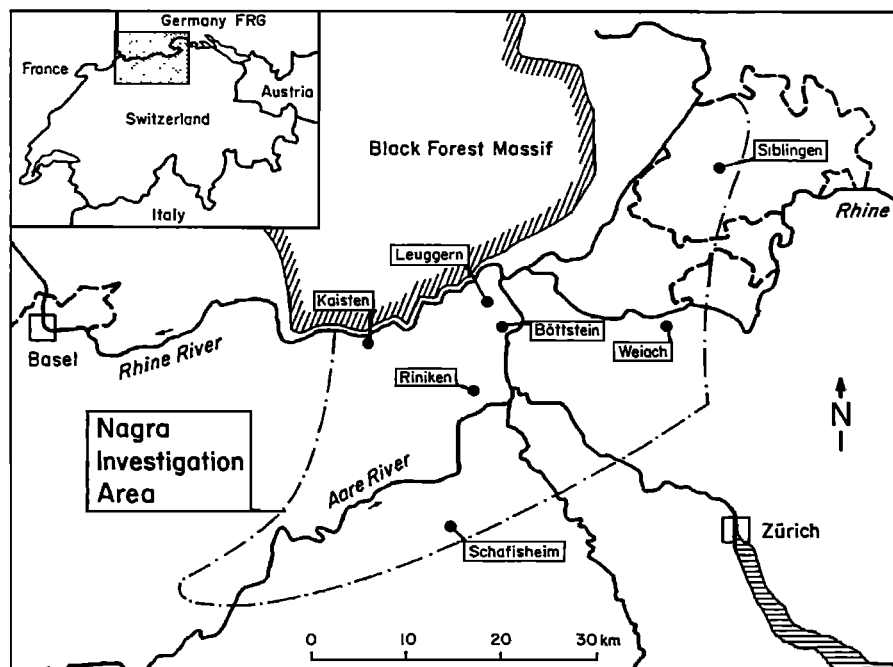 Germany FRG
France
Austria
Switzerland
Italy
Black Forest Massif
Siblingen
Rhine
Leuggern
Kaisten
Böttstein
Basel
Rhine River
Weiach
Riniken
N
Nagra
Investigation
Area
Aare River
Schafisheim
Zürich
0 10 20 30 km